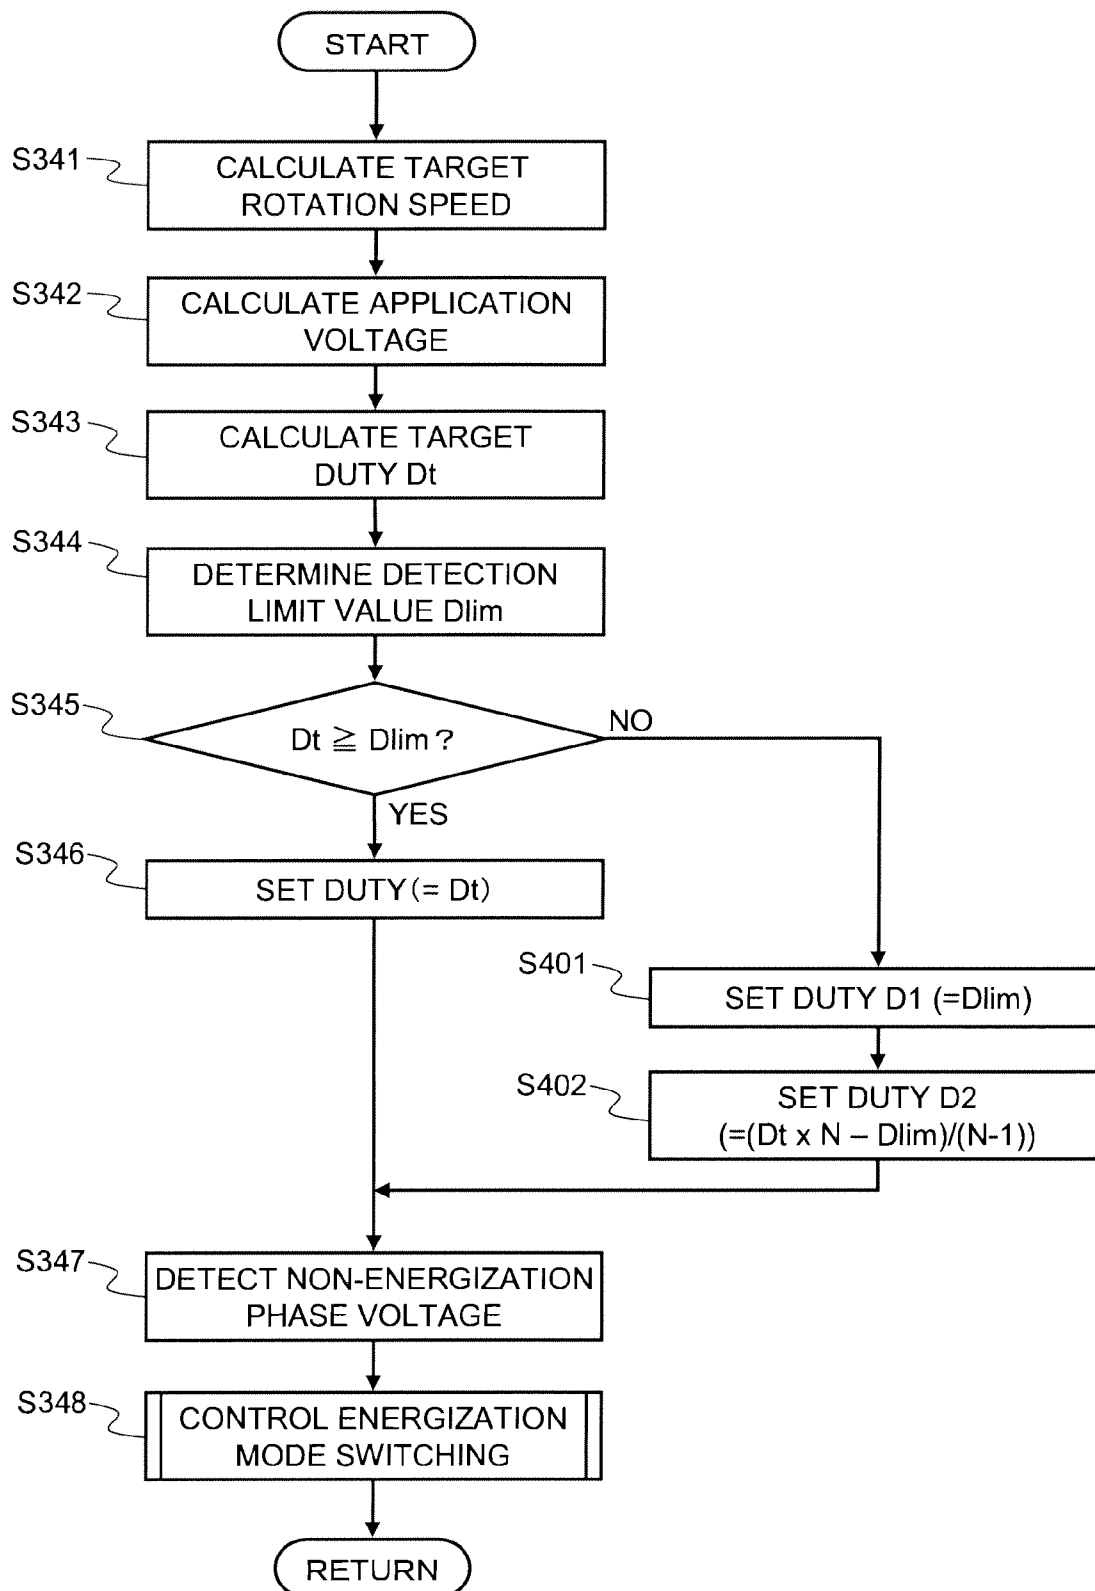 START
S341
CALCULATE TARGET
ROTATION SPEED
S342
CALCULATE APPLICATION
VOLTAGE
S343
CALCULATE TARGET
DUTY Dt
S344
DETERMINE DETECTION
LIMIT VALUE Dlim
S345
Dt ≧ Dlim?
NO
YES
S346
SET DUTY(= Dt)
S401
SET DUTY D1 (=Dlim)
S402
SET DUTY D2
(=(Dt x N – Dlim)/(N-1))
S347
DETECT NON-ENERGIZATION
PHASE VOLTAGE
S348
CONTROL ENERGIZATION
MODE SWITCHING
RETURN